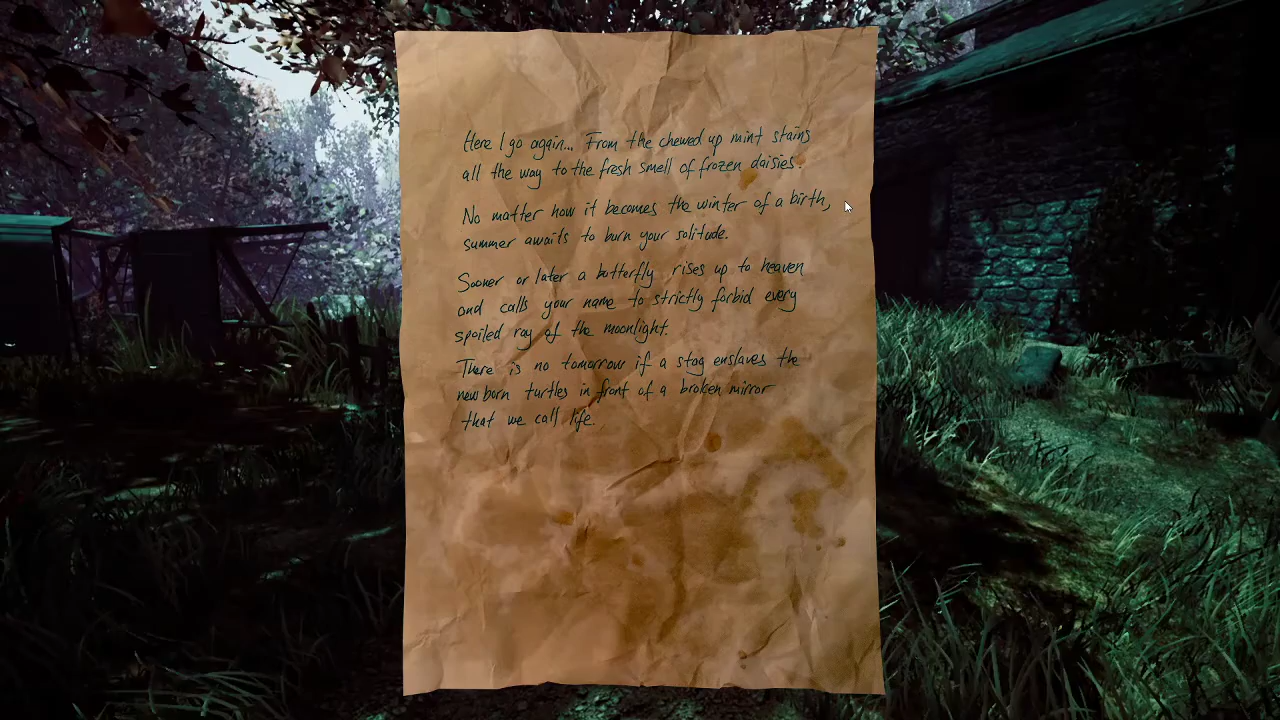 Here I go again... From the chewed up mint stains
all the way to the fresh smell of frozen daisies.
No matter how it becomes the winter of a birth,
summer awaits to burn your solitude.
Sooner or later a butterfly rises up to heaven
and calls your name to strictly forbid every
spoiled ray of the moonlight.
There is no tomorrow if a stag enslaves the
newborn turtles in front of a broken mirror
that we call life.